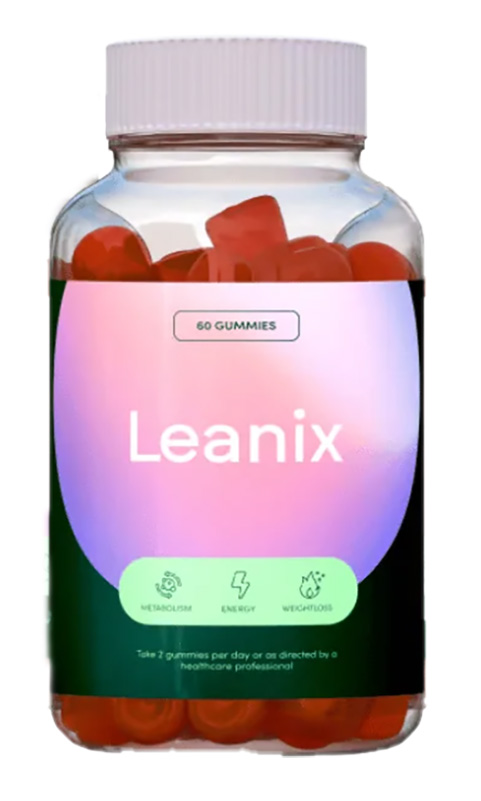 60 GUMMIES
Leanix
METABOLISM ENERGY WEIGHTLOSS
Take 2 gummies per day or as directed by a
healthcare professional